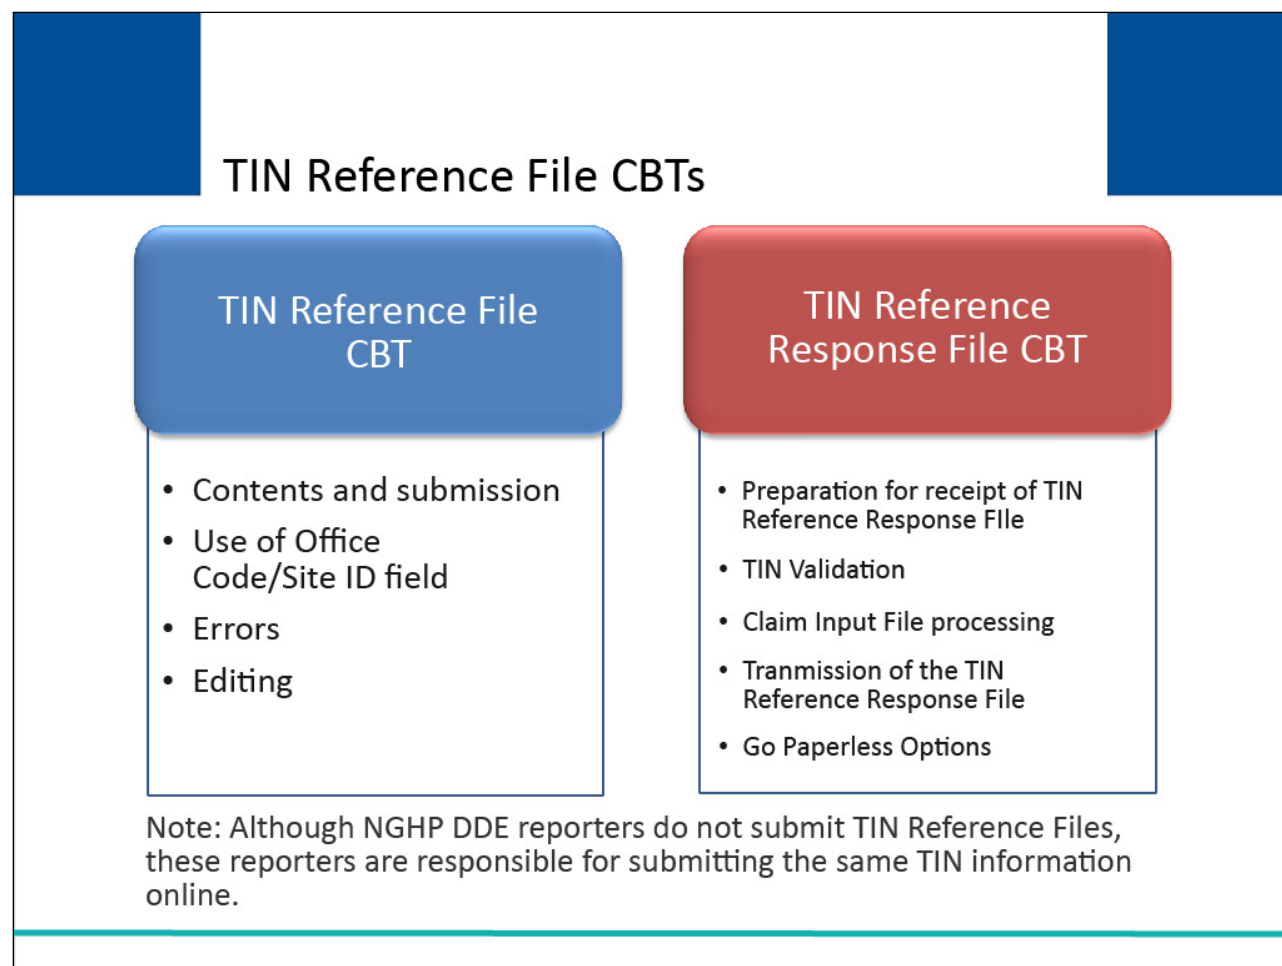 TIN Reference File CBTs
TIN Reference File
CBT
• Contents and submission
• Use of Office
Code/Site ID field
• Errors
• Editing
TIN Reference
Response File CBT
• Preparation for receipt of TIN
Reference Response FIle
• TIN Validation
• Claim Input File processing
• Tranmission of the TIN
Reference Response File
• Go Paperless Options
Note: Although NGHP DDE reporters do not submit TIN Reference Files,
these reporters are responsible for submitting the same TIN information
online.